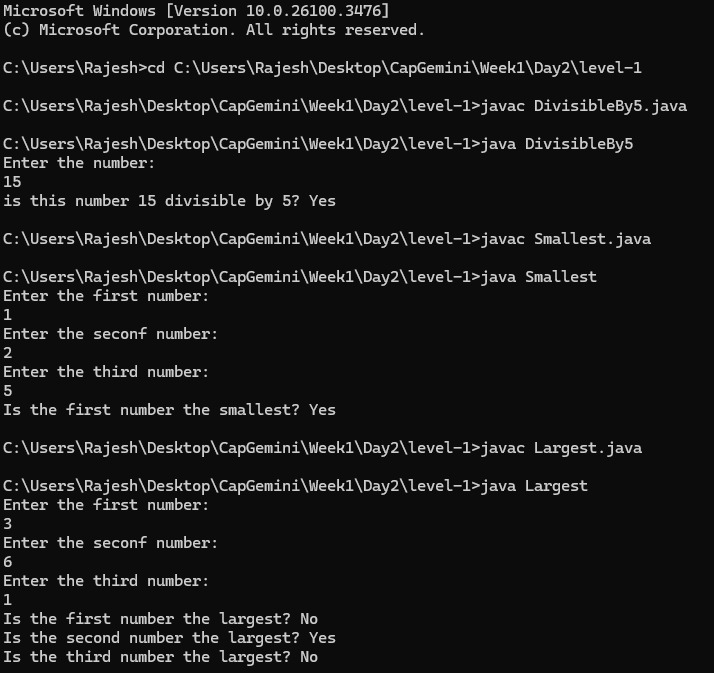 Microsoft Windows [Version 10.0.26100.3476]
(c) Microsoft Corporation. All rights reserved.
C:\Users\Rajesh>cd C:\Users\Rajesh\Desktop\CapGemini\Week1\Day2\level-1
C:\Users\Rajesh\Desktop\CapGemini\Week1\Day2\level-1>javac DivisibleBy5.java
C:\Users\Rajesh\Desktop\CapGemini\Week1\Day2\level-1>java DivisibleBy5
Enter the number:
15
is this number 15 divisible by 5? Yes
C:\Users\Rajesh\Desktop\CapGemini\Week1\Day2\level-1>javac Smallest.java
C:\Users\Rajesh\Desktop\CapGemini\Week1\Day2\level-1>java Smallest
Enter the first number:
1
Enter the seconf number:
2
Enter the third number:
5
Is the first number the smallest? Yes
C:\Users\Rajesh\Desktop\CapGemini\Week1\Day2\level-1>javac Largest.java
C:\Users\Rajesh\Desktop\CapGemini\Week1\Day2\level-1>java Largest
Enter the first number:
3
Enter the seconf number:
6
Enter the third number:
1
Is the first number the largest? No
Is the second number the largest? Yes
Is the third number the largest? No